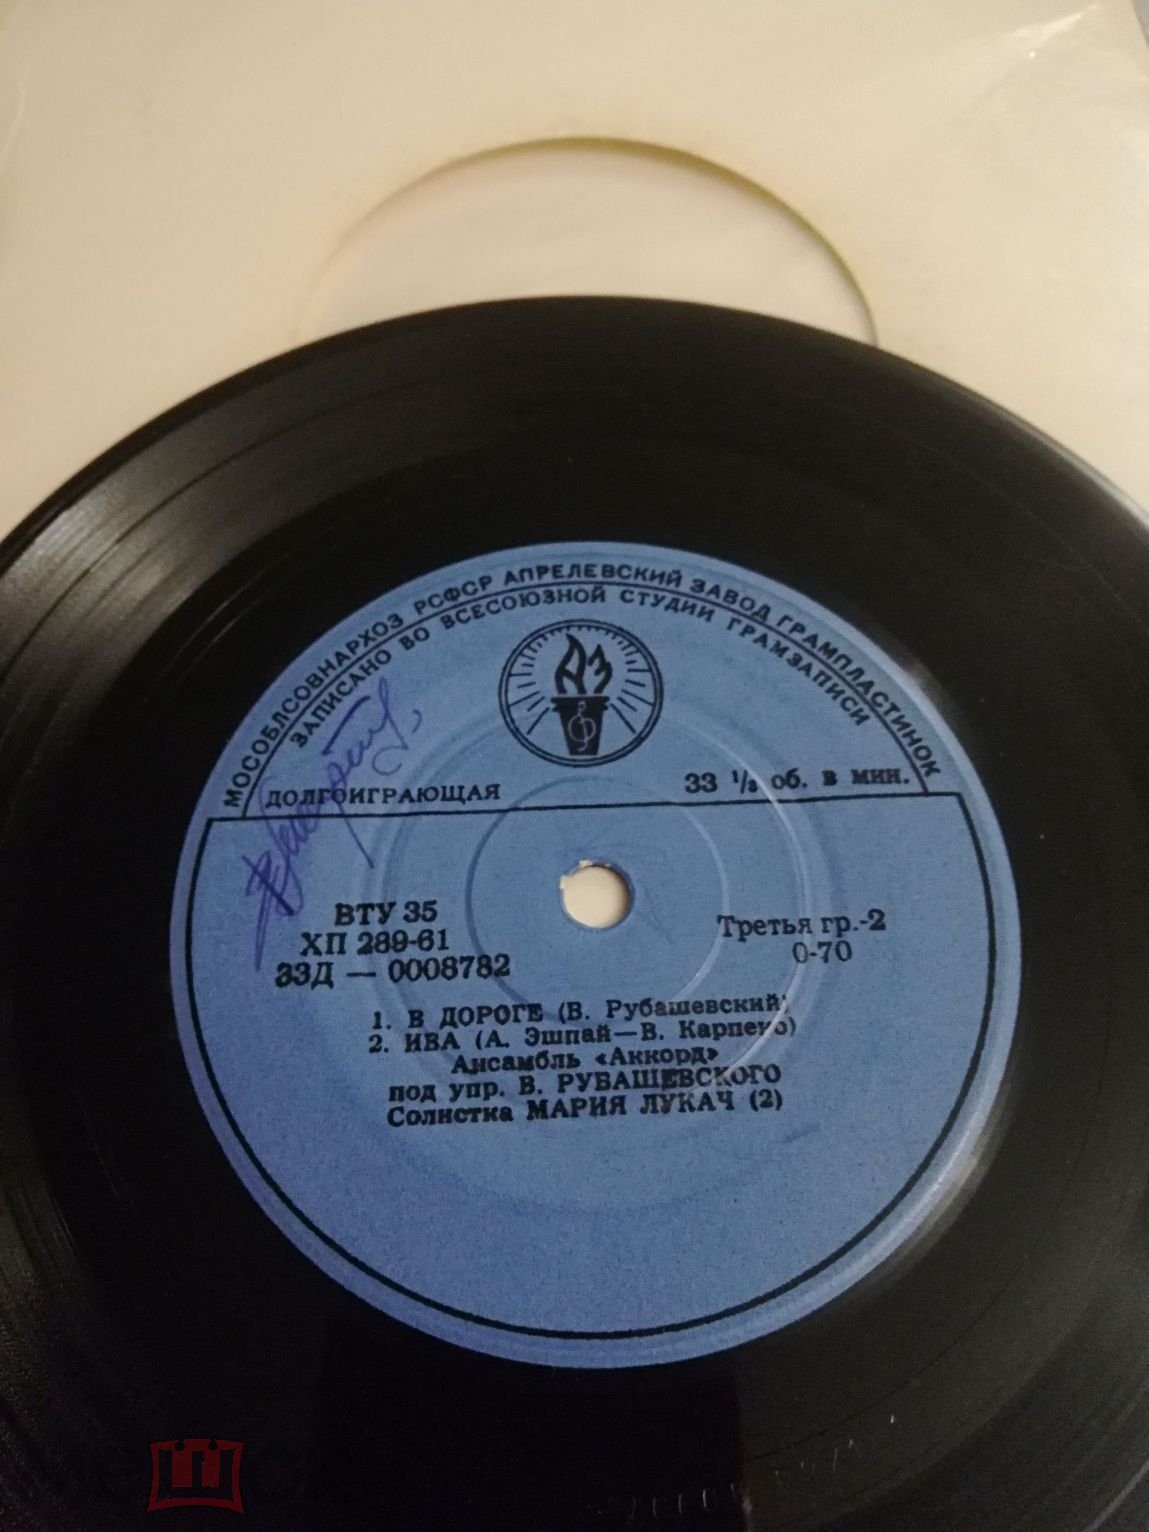 МОСОБЛСОВНАРХОЗ РСФСР АПРЕЛЕВСКИЙ ЗАВОД ГРАМПЛАСТИНОК
ЗАПИСАНО ВО ВСЕСОЮЗНОЙ СТУДИИ ГРАМЗАПИСИ
АЗ
ДОЛГОИГРАЮЩАЯ 33 1/3 об. в мин.
ВТУ 35
ХП 289-61
33Д — 0008782
Третья гр.-2
0-70
1. В ДОРОГЕ (В. Рубашевский)
2. ИВА (А. Эшпай—В. Карпенко)
Ансамбль «Аккорд»
под упр. В. РУБАШЕВСКОГО
Солистка МАРИЯ ЛУКАЧ (2)